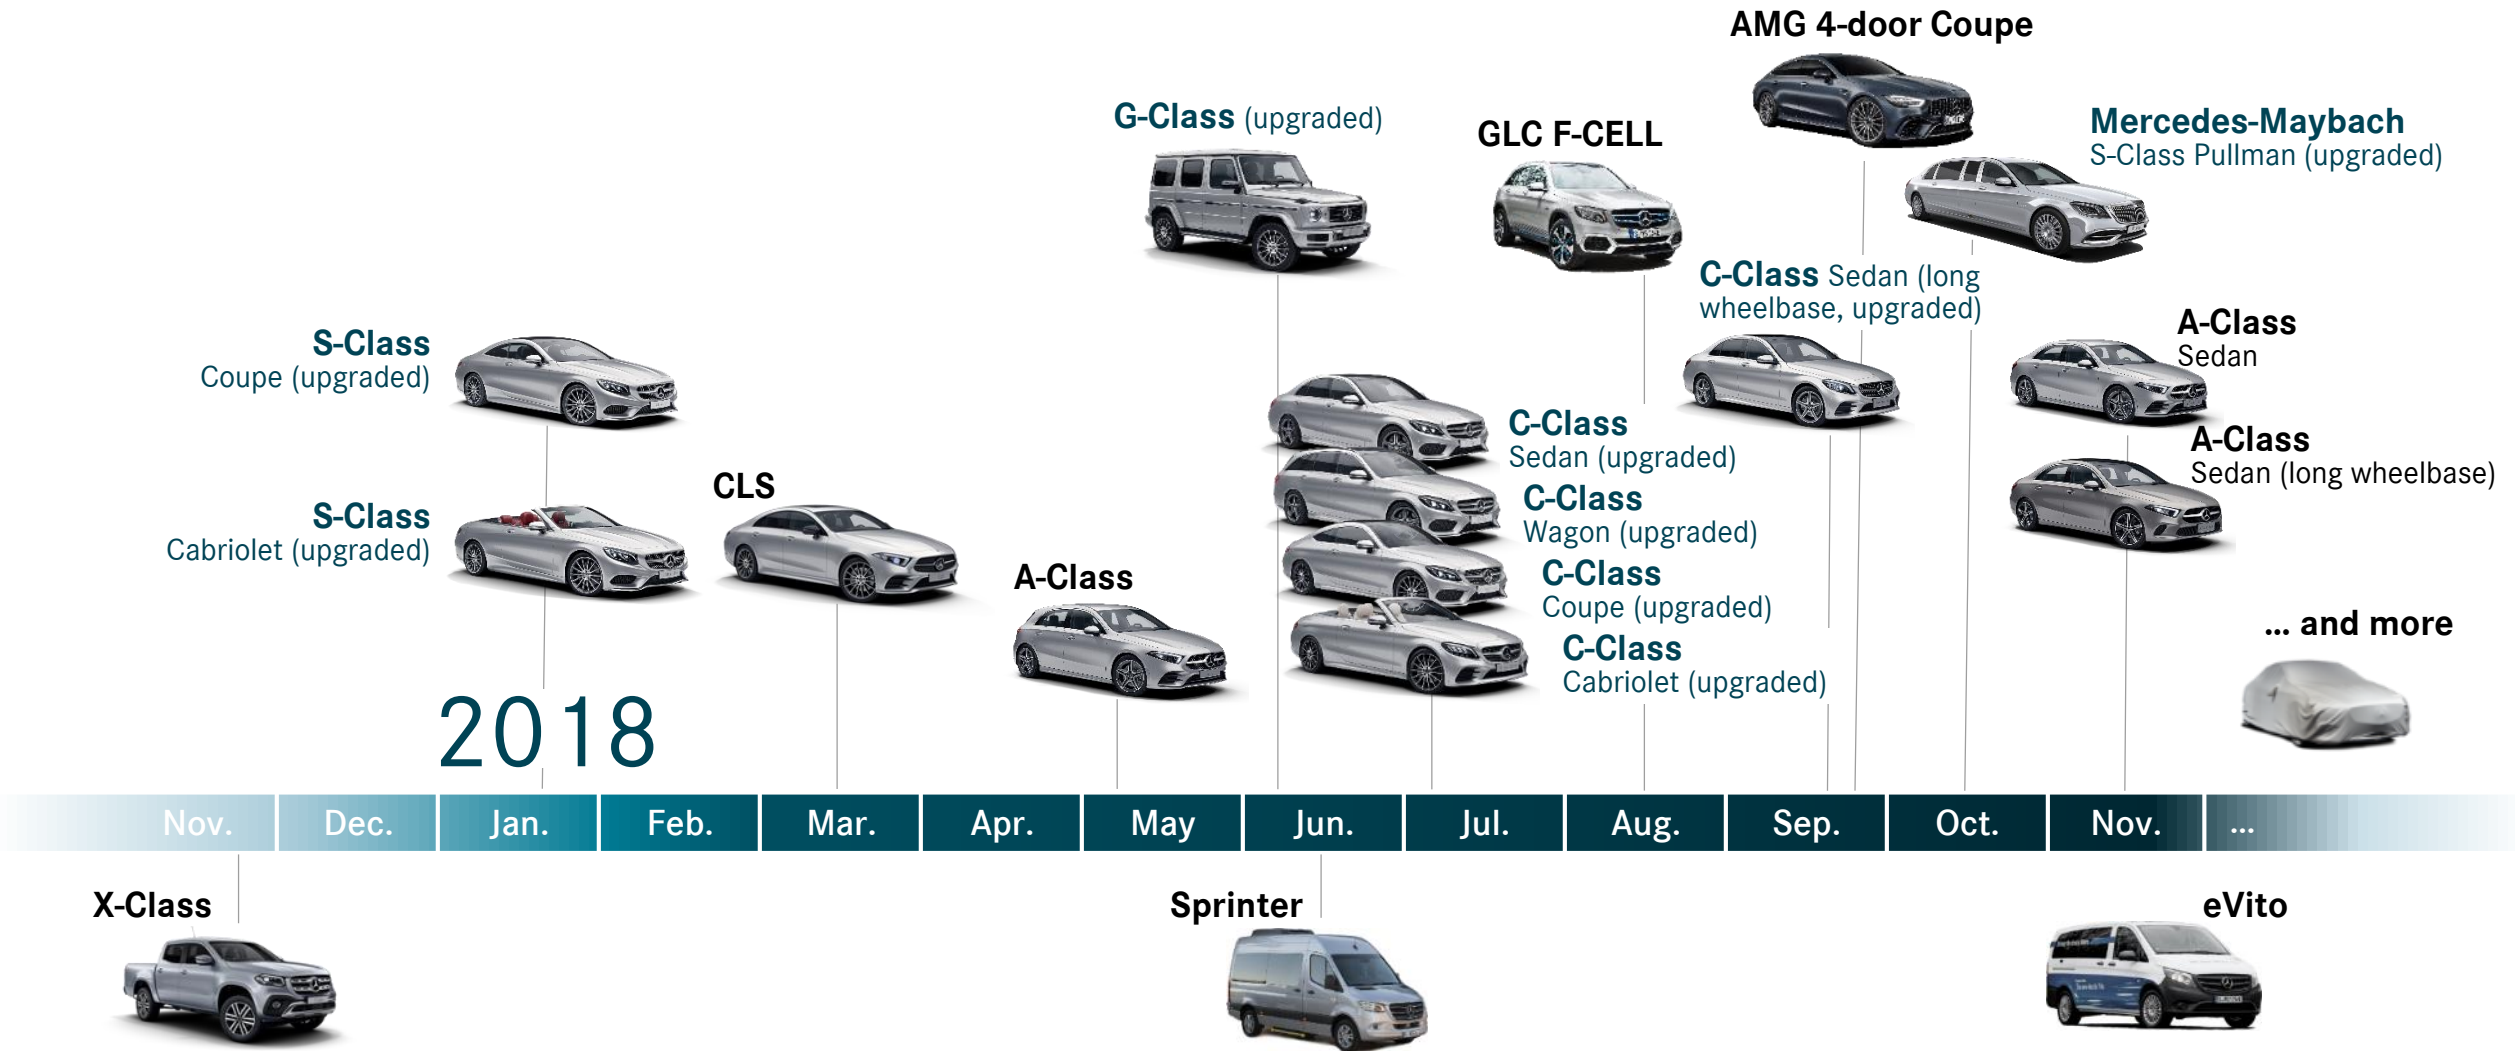 AMG 4-door Coupe
G-Class (upgraded)
GLC F-CELL
Mercedes-Maybach
S-Class Pullman (upgraded)
C-Class Sedan (long
wheelbase, upgraded)
S-Class
Coupe (upgraded)
A-Class
Sedan
C-Class
Sedan (upgraded)
A-Class
Sedan (long wheelbase)
CLS
C-Class
Wagon (upgraded)
S-Class
Cabriolet (upgraded)
A-Class
C-Class
Coupe (upgraded)
C-Class
Cabriolet (upgraded)
... and more
2018
Nov. Dec. Jan. Feb. Mar. Apr. May Jun. Jul. Aug. Sep. Oct. Nov. ...
X-Class
Sprinter
eVito